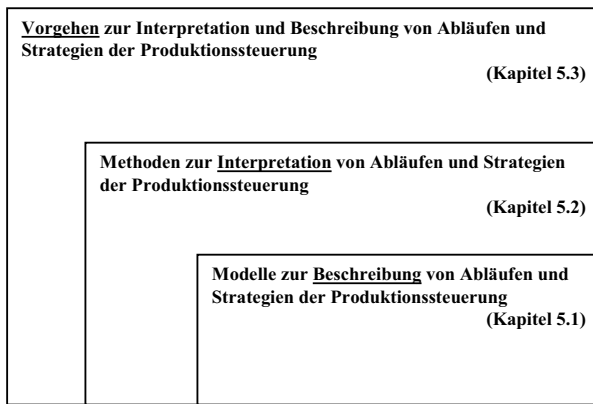 Vorgehen zur Interpretation und Beschreibung von Abläufen und
Strategien der Produktionssteuerung
(Kapitel 5.3)
Methoden zur Interpretation von Abläufen und Strategien
der Produktionssteuerung
(Kapitel 5.2)
Modelle zur Beschreibung von Abläufen und
Strategien der Produktionssteuerung
(Kapitel 5.1)